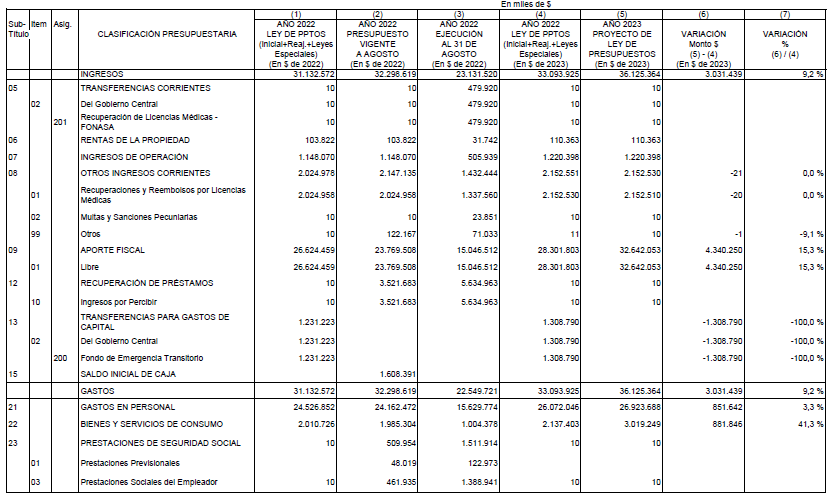 En miles de $
(1) (2) (3) (4) (5) (6) (7)
Sub-Título Item Asig. CLASIFICACIÓN PRESUPUESTARIA AÑO 2022 LEY DE PPTOS (Inicial+Reaj.+Leyes Especiales) (En $ de 2022) AÑO 2022 PRESUPUESTO VIGENTE A AGOSTO (En $ de 2022) AÑO 2022 EJECUCIÓN AL 31 DE AGOSTO (En $ de 2022) AÑO 2022 LEY DE PPTOS (Inicial+Reaj.+Leyes Especiales) (En $ de 2023) AÑO 2023 PROYECTO DE LEY DE PRESUPUESTOS (En $ de 2023) VARIACIÓN Monto $ (5) - (4) (En $ de 2023) VARIACIÓN % (6) / (4)
INGRESOS 31.132.572 32.298.619 23.131.520 33.093.925 36.125.364 3.031.439 9,2 %
05 TRANSFERENCIAS CORRIENTES 10 10 479.920 10 10
02 Del Gobierno Central 10 10 479.920 10 10
201 Recuperación de Licencias Médicas - FONASA 10 10 479.920 10 10
06 RENTAS DE LA PROPIEDAD 103.822 103.822 31.742 110.363 110.363
07 INGRESOS DE OPERACIÓN 1.148.070 1.148.070 505.939 1.220.398 1.220.398
08 OTROS INGRESOS CORRIENTES 2.024.978 2.147.135 1.432.444 2.152.551 2.152.530 -21 0,0 %
01 Recuperaciones y Reembolsos por Licencias Médicas 2.024.958 2.024.958 1.337.560 2.152.530 2.152.510 -20 0,0 %
02 Multas y Sanciones Pecuniarias 10 10 23.851 10 10
99 Otros 10 122.167 71.033 11 10 -1 -9,1 %
09 APORTE FISCAL 26.624.459 23.769.508 15.046.512 28.301.803 32.642.053 4.340.250 15,3 %
01 Libre 26.624.459 23.769.508 15.046.512 28.301.803 32.642.053 4.340.250 15,3 %
12 RECUPERACIÓN DE PRÉSTAMOS 10 3.521.683 5.634.963 10 10
10 Ingresos por Percibir 10 3.521.683 5.634.963 10 10
13 TRANSFERENCIAS PARA GASTOS DE CAPITAL 1.231.223 1.308.790 -1.308.790 -100,0 %
02 Del Gobierno Central 1.231.223 1.308.790 -1.308.790 -100,0 %
200 Fondo de Emergencia Transitorio 1.231.223 1.308.790 -1.308.790 -100,0 %
15 SALDO INICIAL DE CAJA 1.608.391
GASTOS 31.132.572 32.298.619 22.549.721 33.093.925 36.125.364 3.031.439 9,2 %
21 GASTOS EN PERSONAL 24.526.852 24.162.472 15.629.774 26.072.046 26.923.688 851.642 3,3 %
22 BIENES Y SERVICIOS DE CONSUMO 2.010.726 1.985.304 1.004.378 2.137.403 3.019.249 881.846 41,3 %
23 PRESTACIONES DE SEGURIDAD SOCIAL 10 509.954 1.511.914 10 10
01 Prestaciones Previsionales 48.019 122.973
03 Prestaciones Sociales del Empleador 10 461.935 1.388.941 10 10